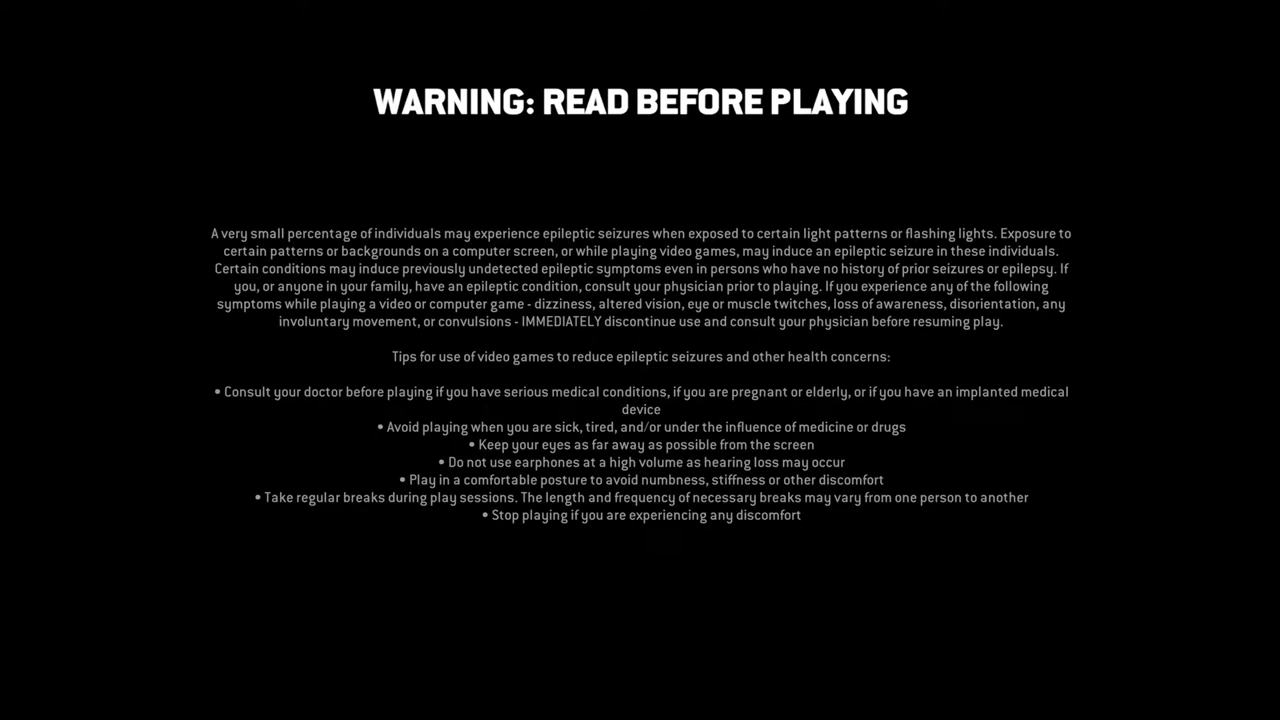 WARNING: READ BEFORE PLAYING
A very small percentage of individuals may experience epileptic seizures when exposed to certain light patterns or flashing lights. Exposure to
certain patterns or backgrounds on a computer screen, or while playing video games, may induce an epileptic seizure in these individuals.
Certain conditions may induce previously undetected epileptic symptoms even in persons who have no history of prior seizures or epilepsy. If
you, or anyone in your family, have an epileptic condition, consult your physician prior to playing. If you experience any of the following
symptoms while playing a video or computer game - dizziness, altered vision, eye or muscle twitches, loss of awareness, disorientation, any
involuntary movement, or convulsions - IMMEDIATELY discontinue use and consult your physician before resuming play.
Tips for use of video games to reduce epileptic seizures and other health concerns:
• Consult your doctor before playing if you have serious medical conditions, if you are pregnant or elderly, or if you have an implanted medical
device
• Avoid playing when you are sick, tired, and/or under the influence of medicine or drugs
• Keep your eyes as far away as possible from the screen
• Do not use earphones at a high volume as hearing loss may occur
• Play in a comfortable posture to avoid numbness, stiffness or other discomfort
• Take regular breaks during play sessions. The length and frequency of necessary breaks may vary from one person to another
• Stop playing if you are experiencing any discomfort